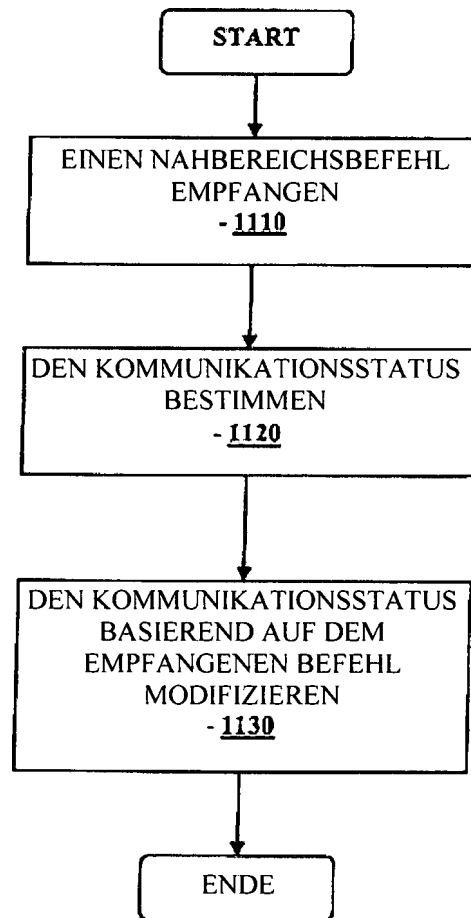 START
EINEN NAHBEREICHSBEFEHL
EMPFANGEN
- 1110
DEN KOMMUNIKATIONSSTATUS
BESTIMMEN
- 1120
DEN KOMMUNIKATIONSSTATUS
BASIEREND AUF DEM
EMPFANGENEN BEFEHL
MODIFIZIEREN
- 1130
ENDE